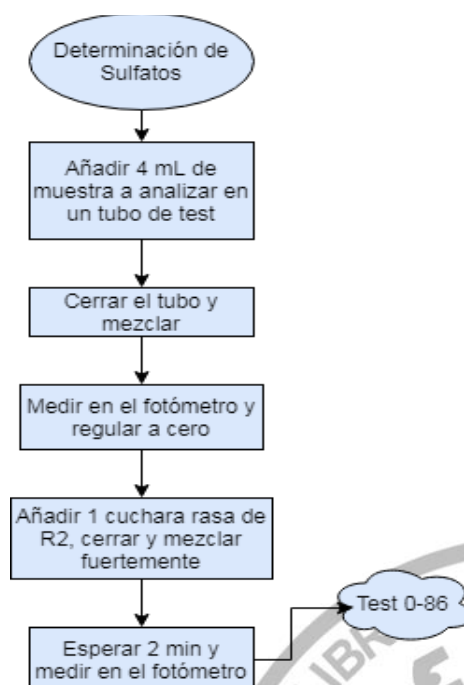 Determinación de
Sulfatos
Añadir 4 mL de
muestra a analizar en
un tubo de test
Cerrar el tubo y
mezclar
Medir en el fotómetro y
regular a cero
Añadir 1 cuchara rasa de
R2, cerrar y mezclar
fuertemente
Esperar 2 min y
medir en el fotómetro
Test 0-86
LIBR